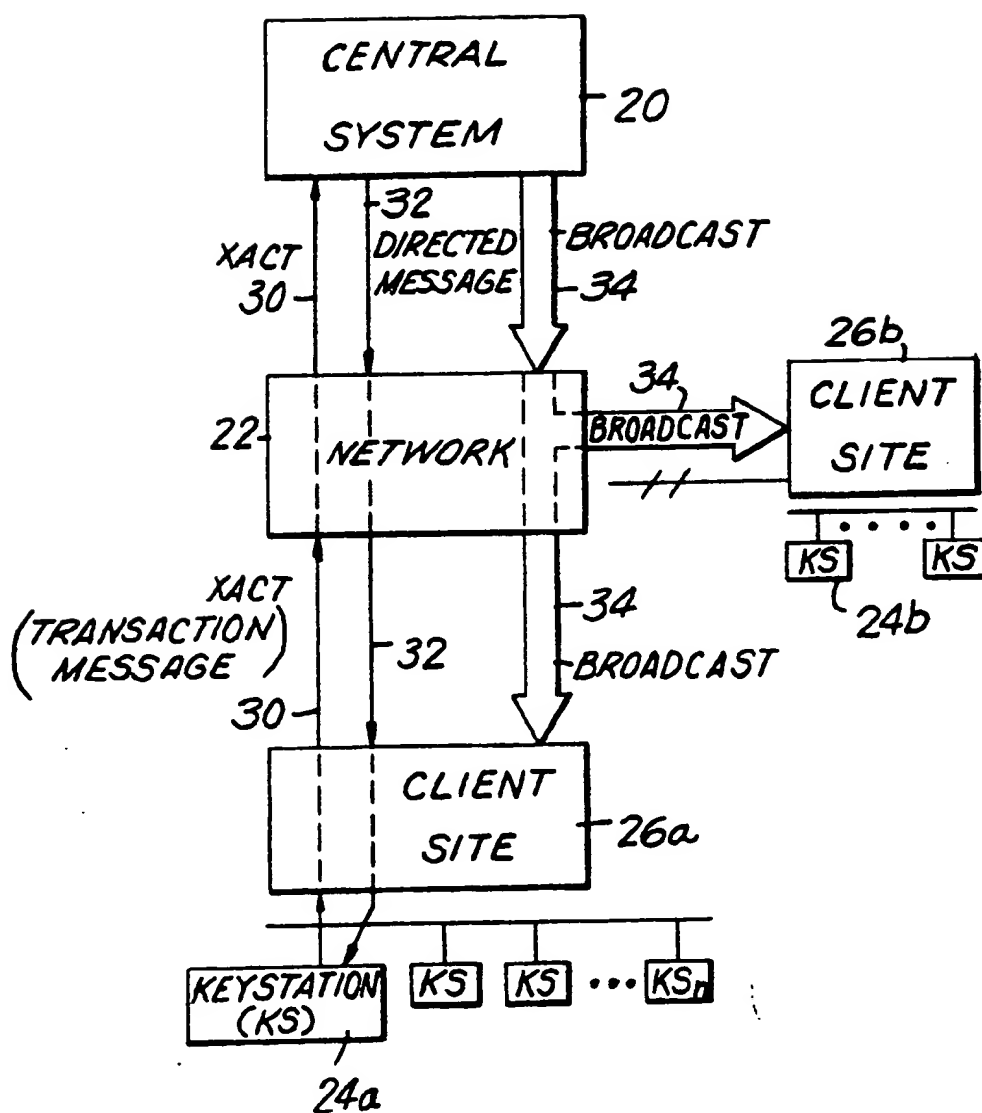 CENTRAL
SYSTEM
20
32
DIRECTED
MESSAGE
BROADCAST
34
XACT
30
26b
CLIENT
SITE
34
BROADCAST
22
NETWORK
KS
KS
24b
XACT
(TRANSACTION
MESSAGE)
30
32
34
BROADCAST
CLIENT
SITE
26a
KEYSTATION
(KS)
KS
KS
KSn
24a